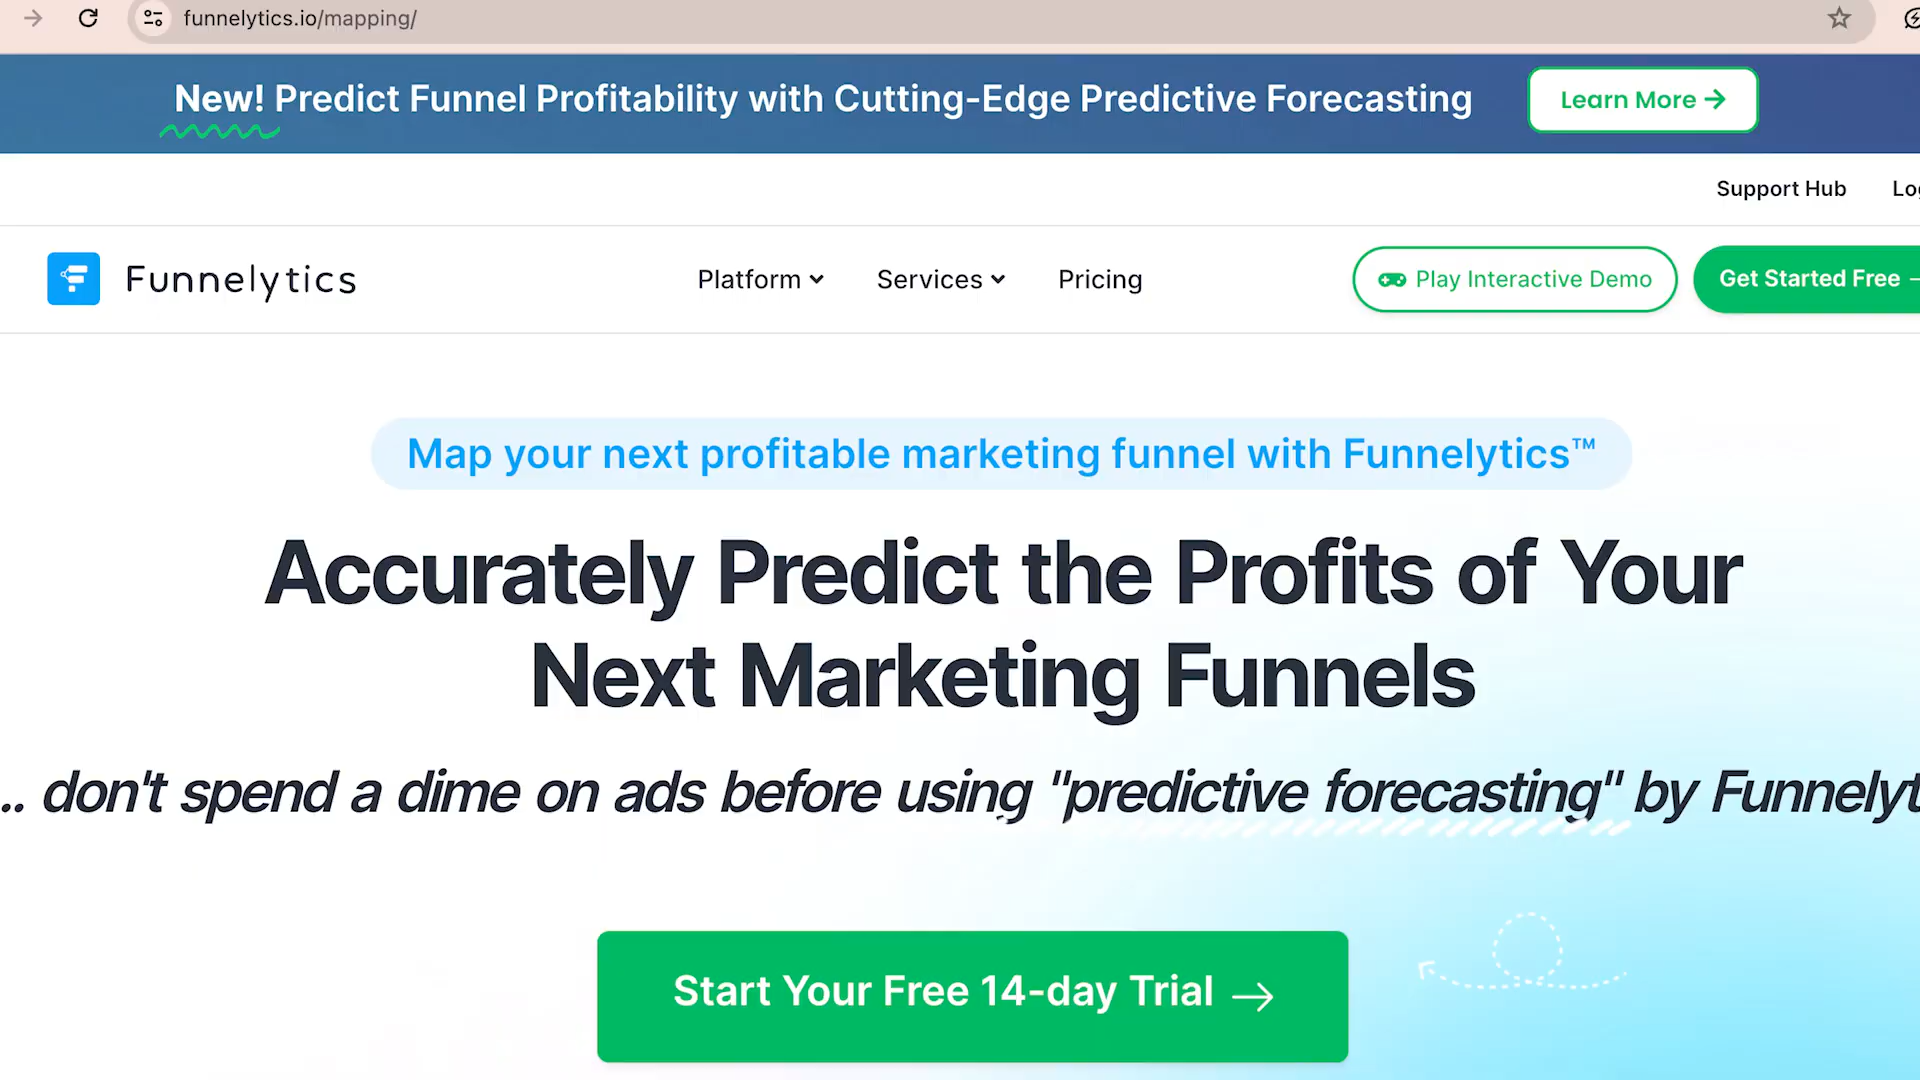 funnelytics.io/mapping/
New! Predict Funnel Profitability with Cutting-Edge Predictive Forecasting
Learn More →
Support Hub
Funnelytics
Platform
Services
Pricing
Play Interactive Demo
Get Started Free
Map your next profitable marketing funnel with Funnelytics™
Accurately Predict the Profits of Your
Next Marketing Funnels
.. don't spend a dime on ads before using "predictive forecasting" by
Start Your Free 14-day Trial →